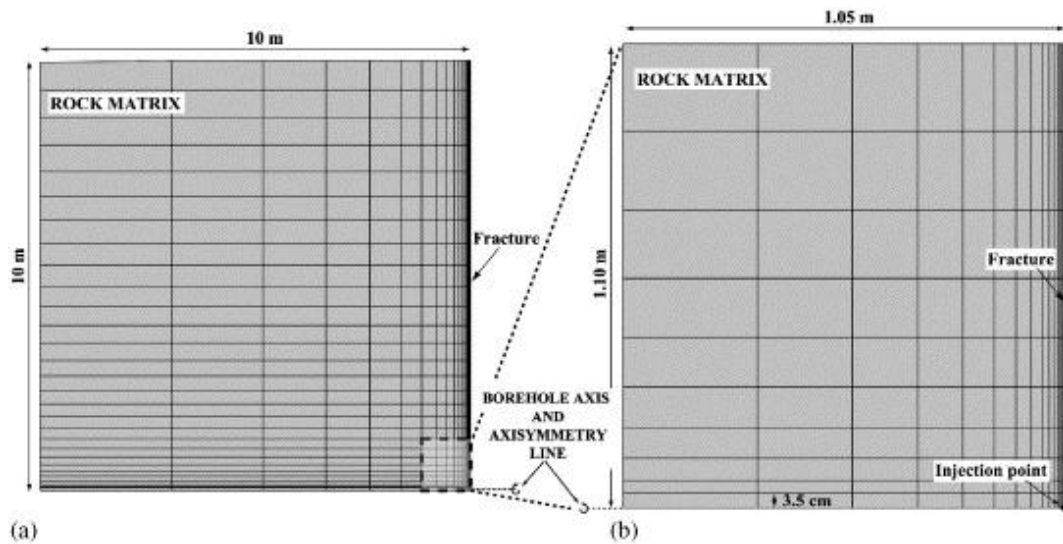 10 m
ROCK MATRIX
10 m
Fracture
BOREHOLE AXIS
AND
AXISYMMETRY
LINE
(a)
1.05 m
ROCK MATRIX
1.10 m
Fracture
Injection point
3.5 cm
(b)